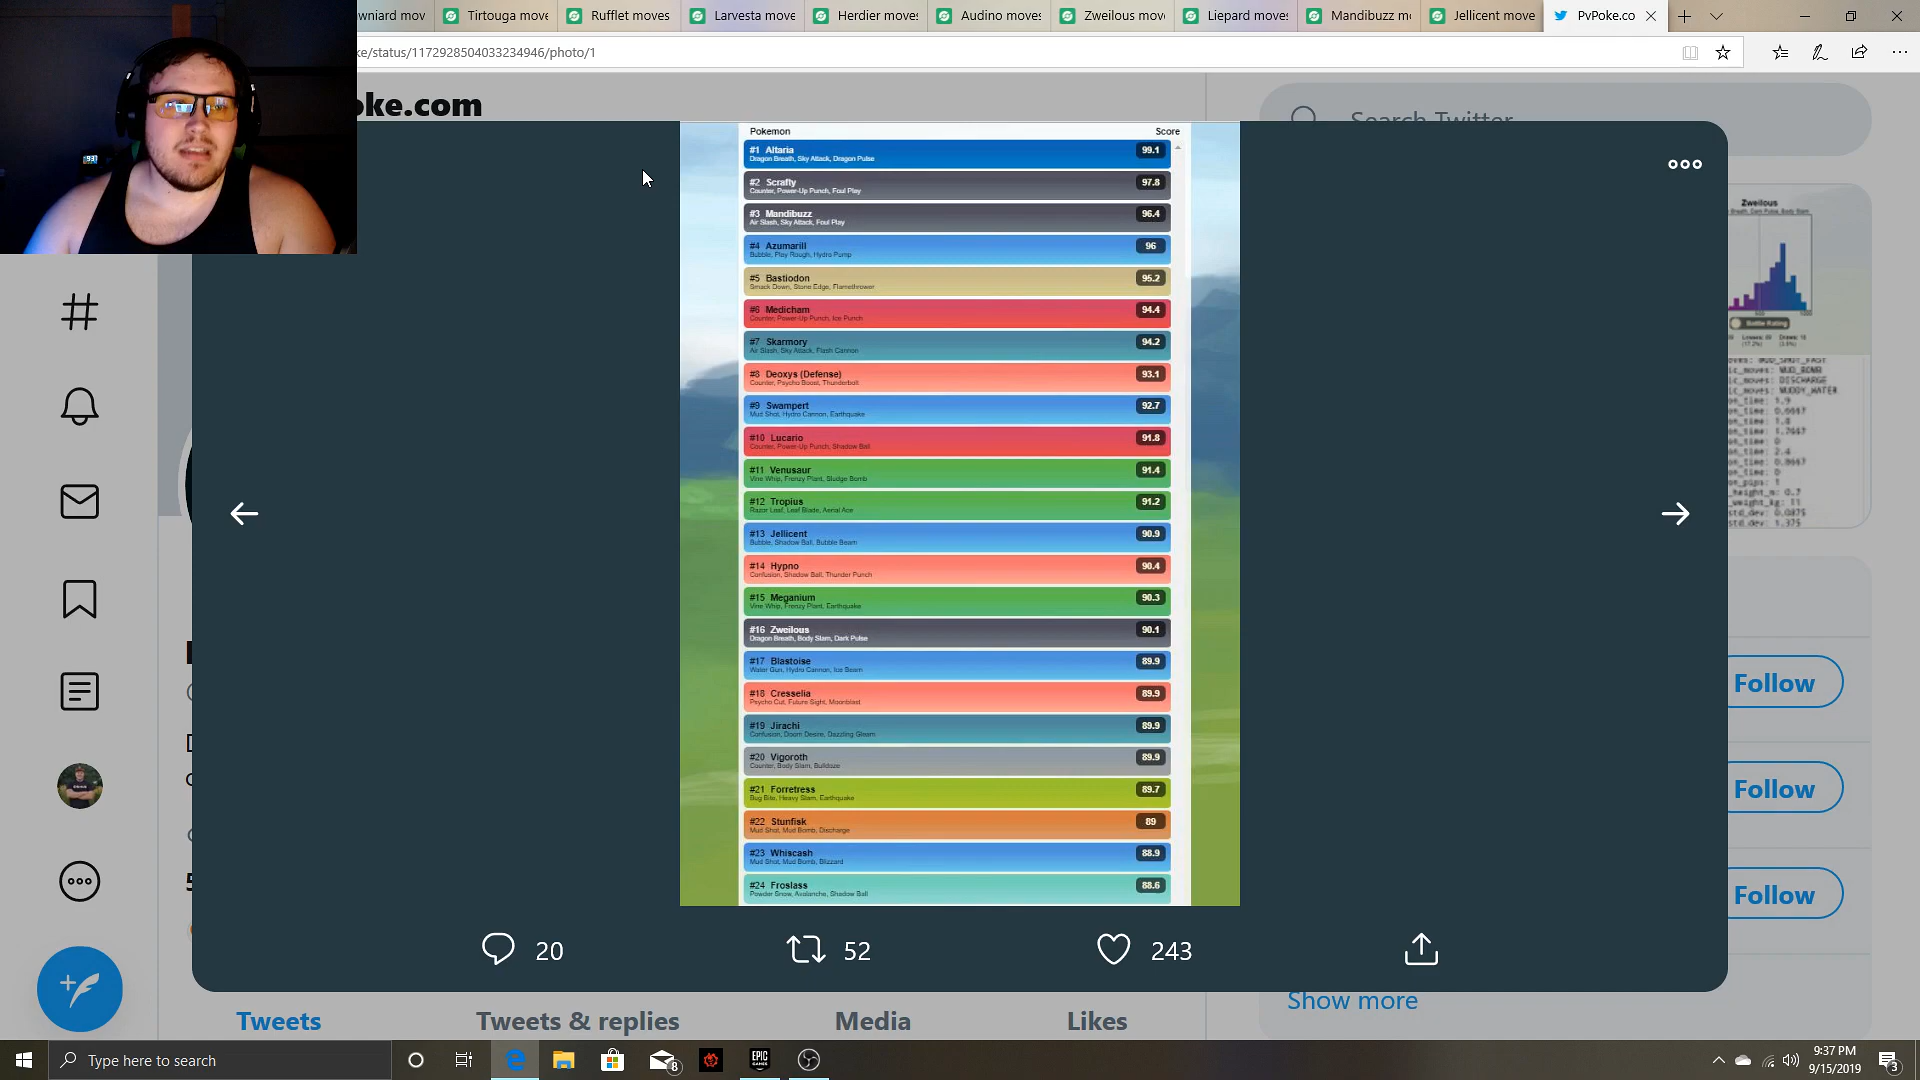 wniard mov
Tirtouga move
Rufflet moves
Larvesta move
Herdier moves
Audino moves
Zweilous mov
Liepard moves
Mandibuzz m
Jellicent move
PvPoke.co
ke/status/1172928504033234946/photo/1
oke.com
Search Twitter
Pokemon Score
#1 Altaria 99.1
Dragon Breath, Sky Attack, Dragon Pulse
#2 Scrafty 97.8
Counter, Power-Up Punch, Foul Play
#3 Mandibuzz 96.4
Air Slash, Sky Attack, Foul Play
#4 Azumarill 96
Bubble, Play Rough, Hydro Pump
#5 Bastiodon 95.2
Smack Down, Stone Edge, Flamethrower
#6 Medicham 94.4
Counter, Power-Up Punch, Ice Punch
#7 Skarmory 94.2
Air Slash, Sky Attack, Flash Cannon
#8 Deoxys (Defense) 93.1
Counter, Psycho Boost, Thunderbolt
#9 Swampert 92.7
Mud Shot, Hydro Cannon, Earthquake
#10 Lucario 91.8
Counter, Power-Up Punch, Shadow Ball
#11 Venusaur 91.4
Vine Whip, Frenzy Plant, Sludge Bomb
#12 Tropius 91.2
Razor Leaf, Leaf Blade, Aerial Ace
#13 Jellicent 90.9
Bubble, Shadow Ball, Bubble Beam
#14 Hypno 90.4
Confusion, Shadow Ball, Thunder Punch
#15 Meganium 90.3
Vine Whip, Frenzy Plant, Earthquake
#16 Zweilous 90.1
Dragon Breath, Body Slam, Dark Pulse
#17 Blastoise 89.9
Water Gun, Hydro Cannon, Ice Beam
#18 Cresselia 89.9
Psycho Cut, Future Sight, Moonblast
#19 Jirachi 89.9
Confusion, Doom Desire, Dazzling Gleam
#20 Vigoroth 89.9
Counter, Body Slam, Bulldoze
#21 Forretress 89.7
Bug Bite, Heavy Slam, Earthquake
#22 Stunfisk 89
Mud Shot, Mud Bomb, Discharge
#23 Whiscash 88.9
Mud Shot, Mud Bomb, Blizzard
#24 Froslass 88.6
Powder Snow, Avalanche, Shadow Ball
Zweilous
Battle Rating
MUD_SHOT_FAST
MUD_BOMB
DISCHARGE
MUDDY_WATER
Follow
Follow
Follow
Show more
20
52
243
Tweets
Tweets & replies
Media
Likes
Type here to search
8
EPIC GAMES
9:37 PM
9/15/2019
3